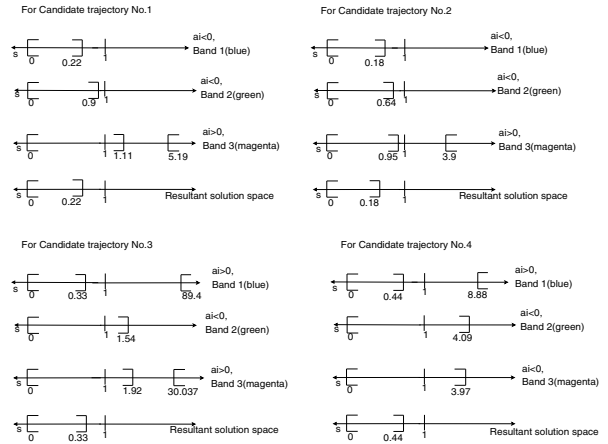 For Candidate trajectory No.1
ai<0,
Band 1(blue)
s 0 0.22 1
ai<0,
Band 2(green)
s 0 0.9 1
ai>0,
Band 3(magenta)
s 0 1 1.11 5.19
Resultant solution space
s 0 0.22 1
For Candidate trajectory No.2
ai<0,
Band 1(blue)
s 0 0.18 1
ai<0,
Band 2(green)
s 0 0.64 1
ai>0,
Band 3(magenta)
s 0 0.95 1 3.9
Resultant solution space
s 0 0.18 1
For Candidate trajectory No.3
ai>0,
Band 1(blue)
s 0 0.33 1 89.4
ai<0,
Band 2(green)
s 0 1 1.54
ai>0,
Band 3(magenta)
s 0 1 1.92 30.037
Resultant solution space
s 0 0.33 1
For Candidate trajectory No.4
ai>0,
Band 1(blue)
s 0 0.44 1 8.88
ai<0,
Band 2(green)
s 0 1 4.09
ai<0,
Band 3(magenta)
s 0 1 3.97
Resultant solution space
s 0 0.44 1